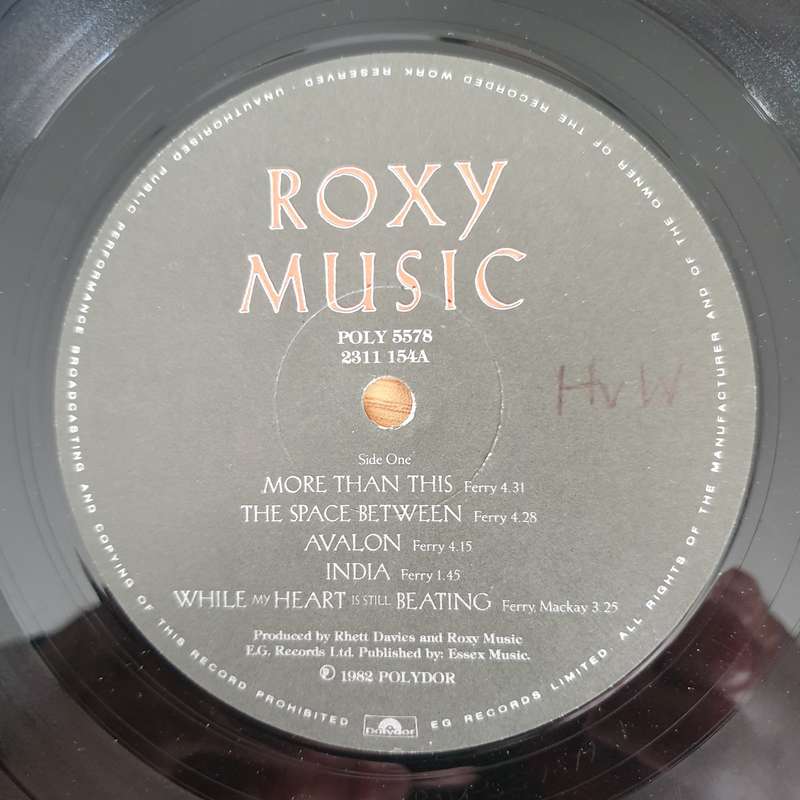 ROXY
MUSIC
POLY 5578
2311 154A
HvW
Side One
MORE THAN THIS Ferry 4.31
THE SPACE BETWEEN Ferry 4.28
AVALON Ferry 4.15
INDIA Ferry 1.45
WHILE MY HEART IS STILL BEATING Ferry, Mackay 3.25
Produced by Rhett Davies and Roxy Music
E.G. Records Ltd. Published by: Essex Music.
℗ 1982 POLYDOR
Polydor
EG RECORDS LIMITED. ALL RIGHTS OF THE MANUFACTURER AND OF THE OWNER OF THE RECORDED WORK RESERVED · UNAUTHORISED PUBLIC PERFORMANCE BROADCASTING AND COPYING OF THIS RECORD PROHIBITED